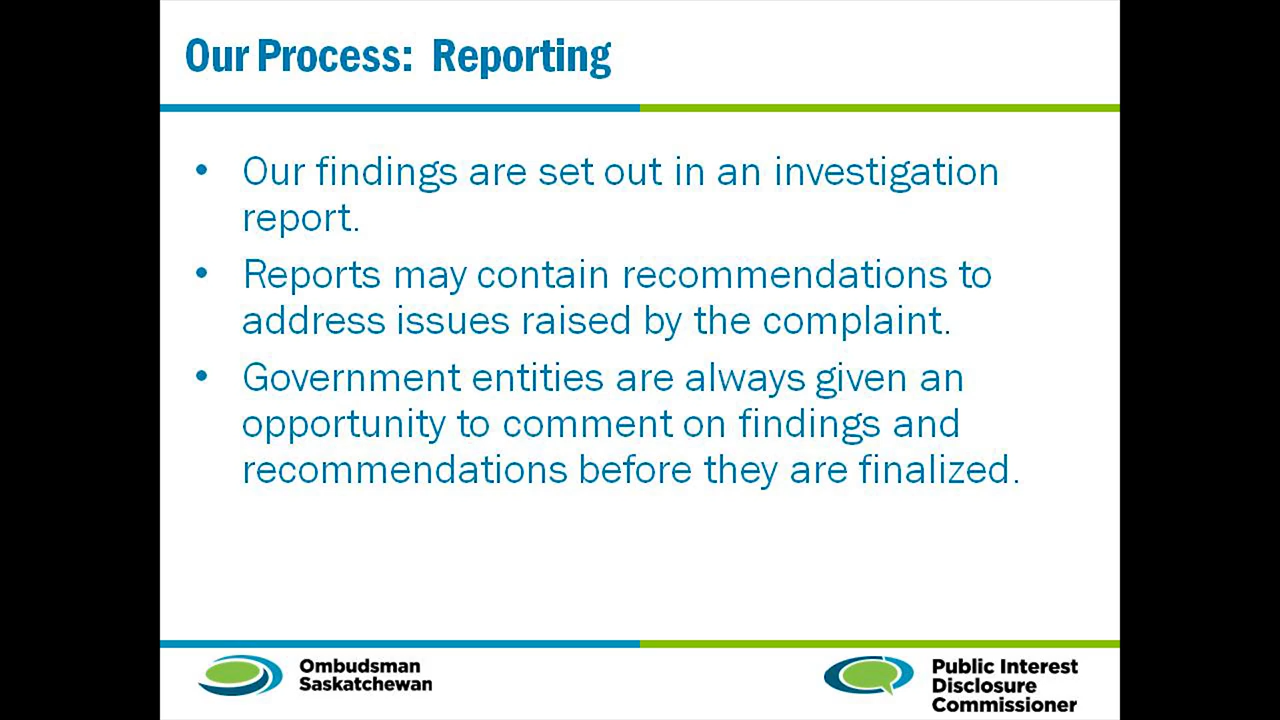 Our Process:  Reporting
• Our findings are set out in an investigation
report.
• Reports may contain recommendations to
address issues raised by the complaint.
• Government entities are always given an
opportunity to comment on findings and
recommendations before they are finalized.
Ombudsman
Saskatchewan
Public Interest
Disclosure
Commissioner